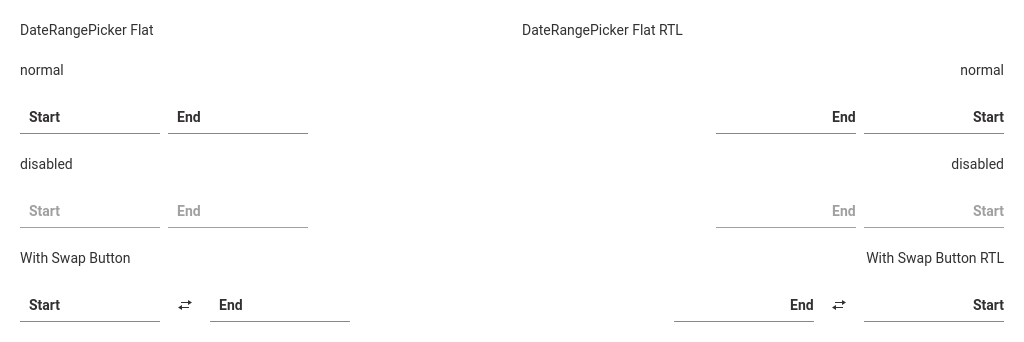 DateRangePicker Flat
normal
Start End
disabled
Start End
With Swap Button
Start End
DateRangePicker Flat RTL
normal
End Start
disabled
End Start
With Swap Button RTL
End Start